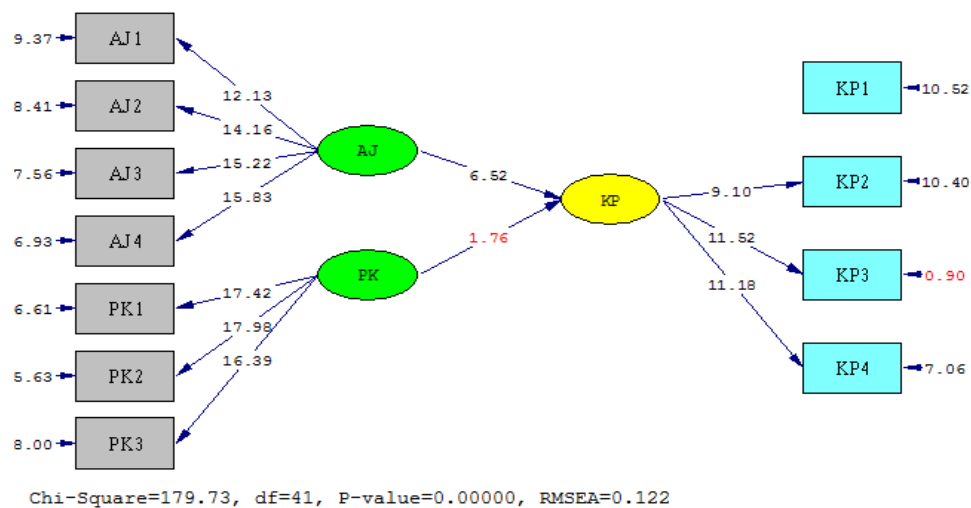 9.37 AJ1
8.41 AJ2
7.56 AJ3
6.93 AJ4
6.61 PK1
5.63 PK2
8.00 PK3
12.13
14.16
15.22
15.83
17.42
17.98
16.39
AJ
PK
6.52
1.76
KP
9.10
11.52
11.18
KP1 10.52
KP2 10.40
KP3 0.90
KP4 7.06
Chi-Square=179.73, df=41, P-value=0.00000, RMSEA=0.122